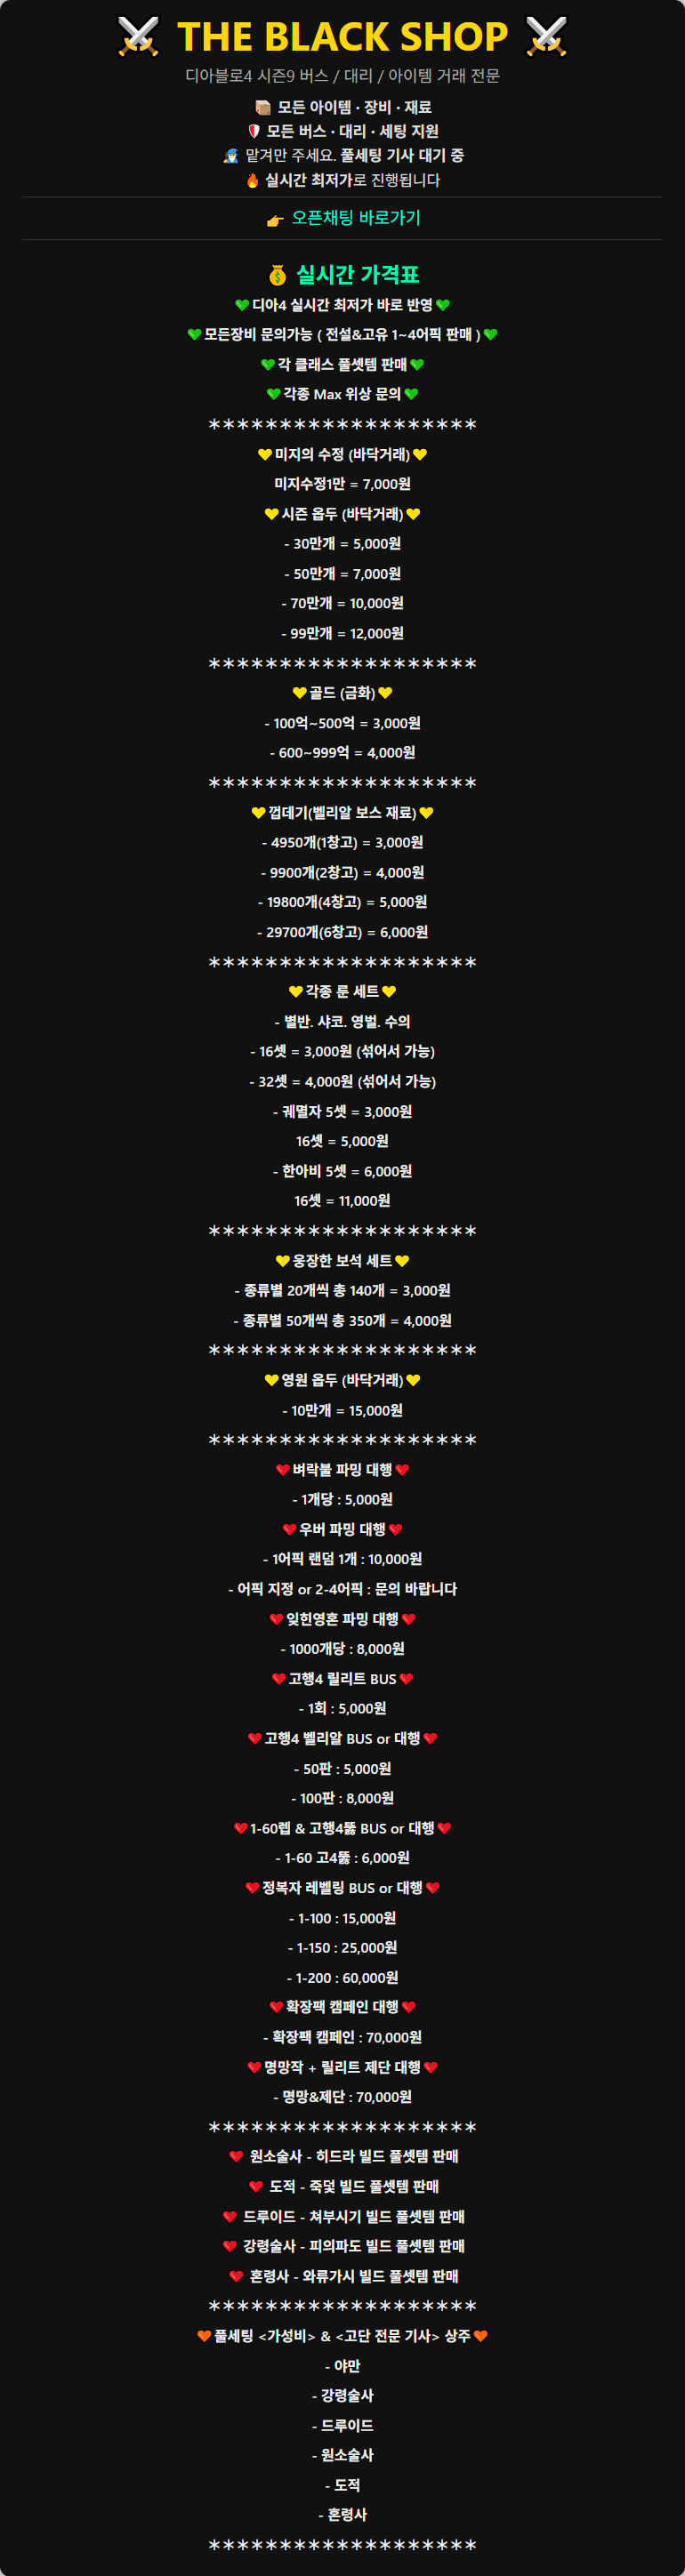 ⚔️ THE BLACK SHOP ⚔️
디아블로4 시즌9 버스 / 대리 / 아이템 거래 전문
📦 모든 아이템 · 장비 · 재료
🛡️ 모든 버스 · 대리 · 세팅 지원
🧑‍✈️ 맡겨만 주세요. 풀세팅 기사 대기 중
🔥 실시간 최저가로 진행됩니다
👉 오픈채팅 바로가기
💰 실시간 가격표
💚디아4 실시간 최저가 바로 반영💚
💚모든장비 문의가능 ( 전설&고유 1~4어픽 판매 )💚
💚각 클래스 풀셋템 판매💚
💚각종 Max 위상 문의💚
*******************
💛미지의 수정 (바닥거래)💛
미지수정1만 = 7,000원
💛시즌 옵두 (바닥거래)💛
- 30만개 = 5,000원
- 50만개 = 7,000원
- 70만개 = 10,000원
- 99만개 = 12,000원
*******************
💛골드 (금화)💛
- 100억~500억 = 3,000원
- 600~999억 = 4,000원
*******************
💛껍데기(벨리알 보스 재료)💛
- 4950개(1창고) = 3,000원
- 9900개(2창고) = 4,000원
- 19800개(4창고) = 5,000원
- 29700개(6창고) = 6,000원
*******************
💛각종 룬 세트💛
- 별반. 샤코. 영벌. 수의
- 16셋 = 3,000원 (섞어서 가능)
- 32셋 = 4,000원 (섞어서 가능)
- 궤멸자 5셋 = 3,000원
16셋 = 5,000원
- 한아비 5셋 = 6,000원
16셋 = 11,000원
*******************
💛웅장한 보석 세트💛
- 종류별 20개씩 총 140개 = 3,000원
- 종류별 50개씩 총 350개 = 4,000원
*******************
💛영원 옵두 (바닥거래)💛
- 10만개 = 15,000원
*******************
❤️벼락불 파밍 대행❤️
- 1개당 : 5,000원
❤️우버 파밍 대행❤️
- 1어픽 랜덤 1개 : 10,000원
- 어픽 지정 or 2-4어픽 : 문의 바랍니다
❤️잊힌영혼 파밍 대행❤️
- 1000개당 : 8,000원
❤️고행4 릴리트 BUS❤️
- 1회 : 5,000원
❤️고행4 벨리알 BUS or 대행❤️
- 50판 : 5,000원
- 100판 : 8,000원
❤️1-60렙 & 고행4뚫 BUS or 대행❤️
- 1-60 고4뚫 : 6,000원
❤️정복자 레벨링 BUS or 대행❤️
- 1-100 : 15,000원
- 1-150 : 25,000원
- 1-200 : 60,000원
❤️확장팩 캠페인 대행❤️
- 확장팩 캠페인 : 70,000원
❤️명망작 + 릴리트 제단 대행❤️
- 명망&제단 : 70,000원
*******************
❤️ 원소술사 - 히드라 빌드 풀셋템 판매
❤️ 도적 - 죽덫 빌드 풀셋템 판매
❤️ 드루이드 - 쳐부시기 빌드 풀셋템 판매
❤️ 강령술사 - 피의파도 빌드 풀셋템 판매
❤️ 혼령사 - 와류가시 빌드 풀셋템 판매
*******************
🧡풀세팅 <가성비> & <고단 전문 기사> 상주🧡
- 야만
- 강령술사
- 드루이드
- 원소술사
- 도적
- 혼령사
*******************